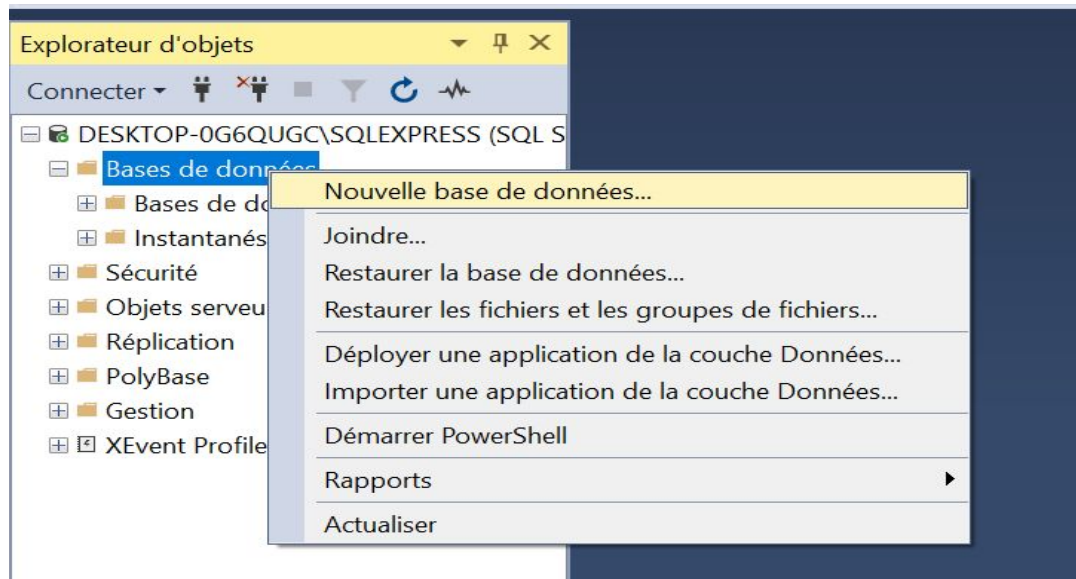 Explorateur d'objets
Connecter
DESKTOP-0G6QUGC\SQLEXPRESS (SQL S
Bases de données
Nouvelle base de données...
Bases de do
Instantanés
Joindre...
Sécurité
Restaurer la base de données...
Objets serveu
Restaurer les fichiers et les groupes de fichiers...
Réplication
Déployer une application de la couche Données...
PolyBase
Importer une application de la couche Données...
Gestion
Démarrer PowerShell
XEvent Profile
Rapports
Actualiser